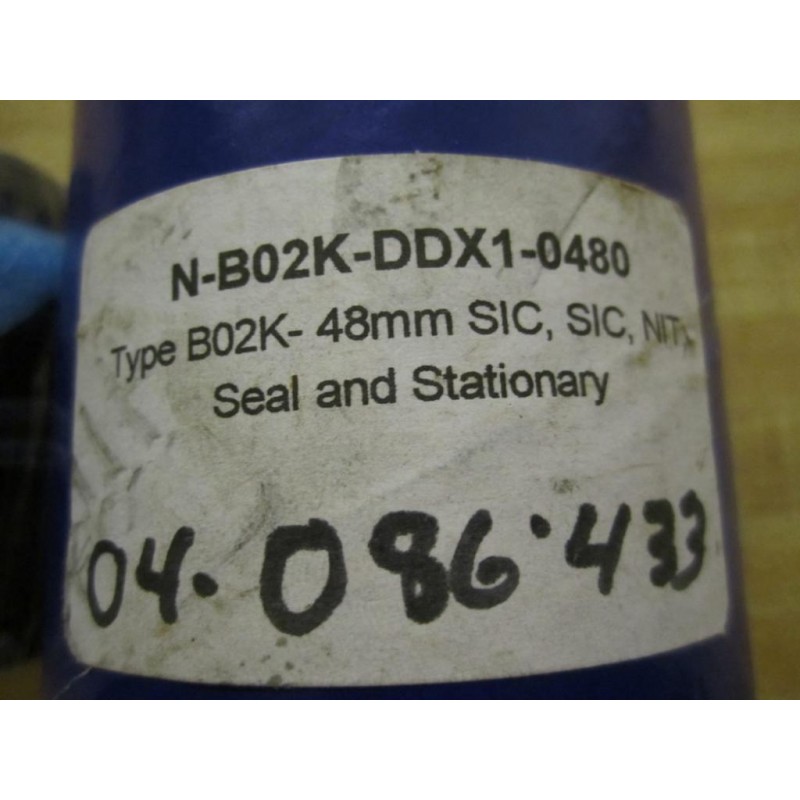 N-B02K-DDX1-0480
Type B02K- 48mm SIC, SIC,
Seal and Stationary
04.086.433